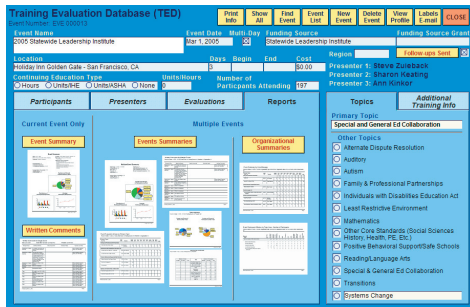 Training Evaluation Database (TED)
Event Number: EVE000013
Print Info
Show All
Find Event
Event List
New Event
Delete Event
View Profile
Labels E-mail
CLOSE
Event Name
Event Date
Multi-Day
Funding Source
Funding Source Grant
2005 Statewide Leadership Institute
Mar 1, 2005
Statewide Leadership Institute
Location
Days
Begin
End
Cost
Region
Follow-ups Sent
Holiday Inn Golden Gate - San Francisco, CA
3
$0.00
Presenter 1: Steve Zuieback
Presenter 2: Sharon Keating
Presenter 3: Ann Kinkor
Continuing Education Type
Units/Hours
Number of Participants Attending
Hours
Units/IHE
Units/ASHA
None
0
197
Participants
Presenters
Evaluations
Reports
Topics
Additional Training Info
Current Event Only
Multiple Events
Event Summary
Events Summaries
Organizational Summaries
Written Comments
Primary Topic
Special and General Ed Collaboration
Other Topics
Alternate Dispute Resolution
Auditory
Autism
Family & Professional Partnerships
Individuals with Disabilities Education Act
Least Restrictive Environment
Mathematics
Other Core Standards (Social Sciences
History, Health, PE, Etc.)
Positive Behavioral Support/Safe Schools
Reading/Language Arts
Special & General Ed Collaboration
Transitions
Systems Change